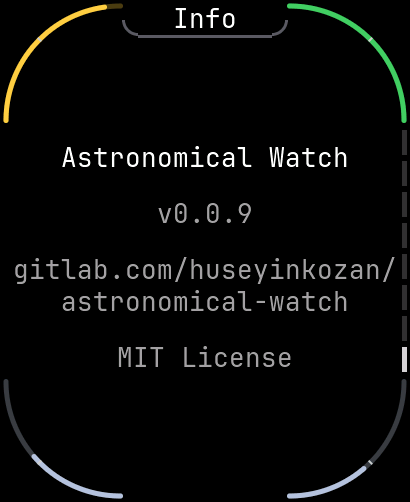 Info
Astronomical Watch
v0.0.9
gitlab.com/huseyinkozan/
astronomical-watch
MIT License